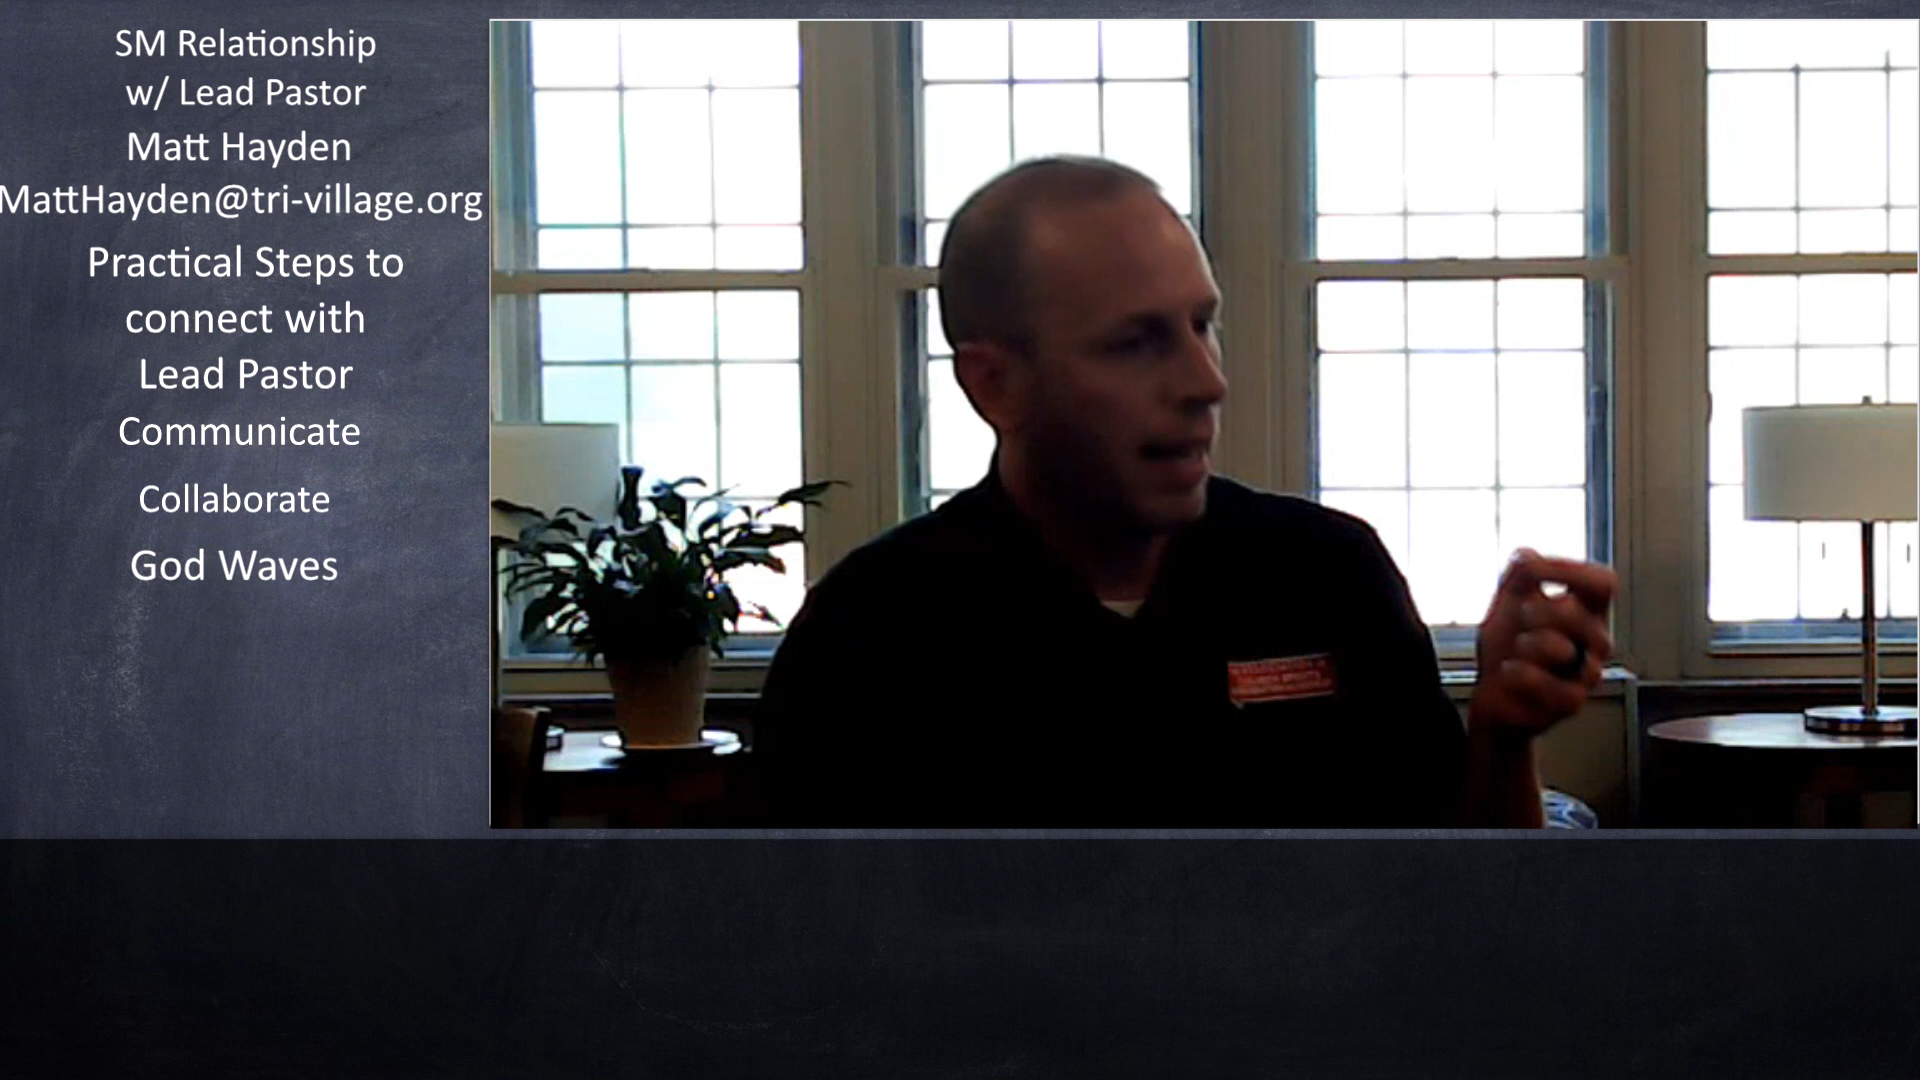 SM Relationship
w/ Lead Pastor
Matt Hayden
MattHayden@tri-village.org
Practical Steps to
connect with
Lead Pastor
Communicate
Collaborate
God Waves